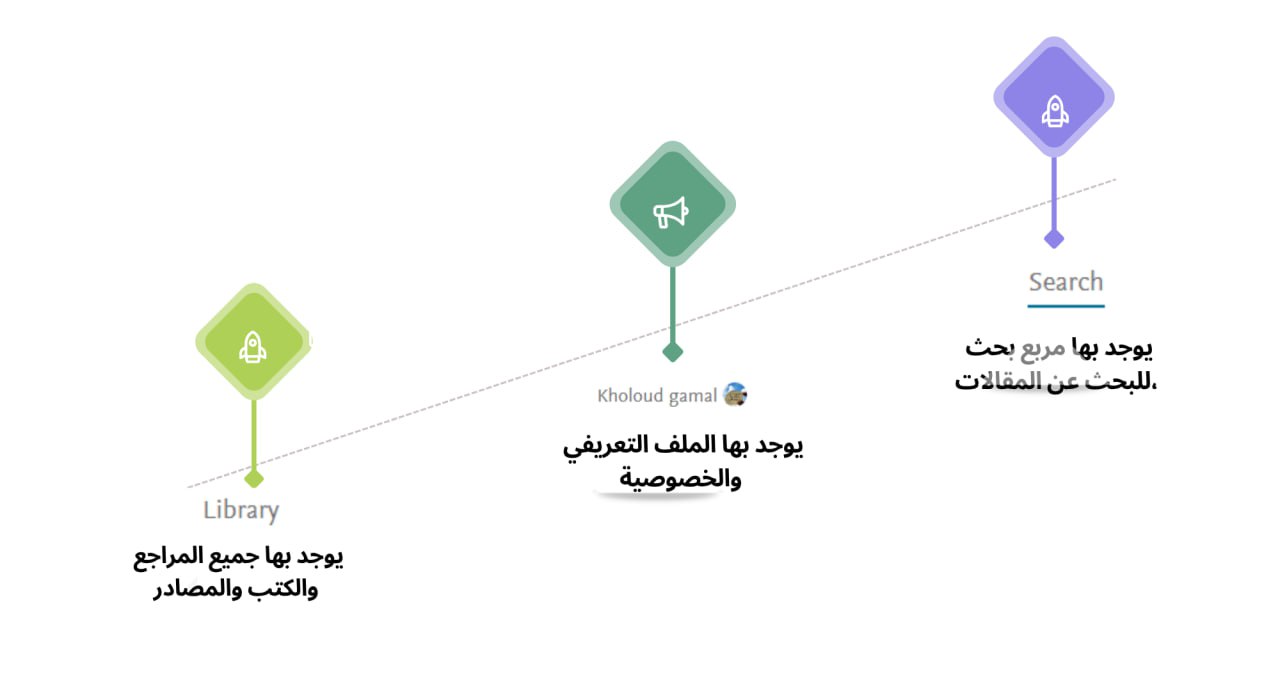 Search
يوجد بها مربع بحث
للبحث عن المقالات،
Kholoud gamal
يوجد بها الملف التعريفي
والخصوصية
Library
يوجد بها جميع المراجع
والكتب والمصادر